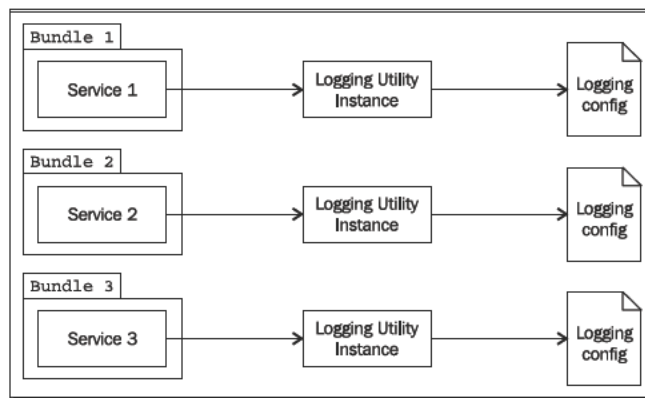 Bundle 1
Service 1
Logging Utility
Instance
Logging
config
Bundle 2
Service 2
Logging Utility
Instance
Logging
config
Bundle 3
Service 3
Logging Utility
Instance
Logging
config